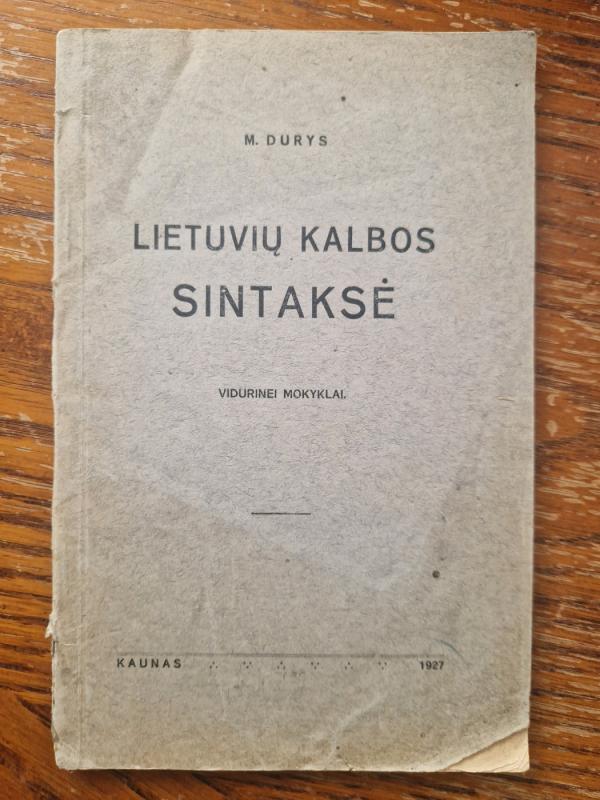 M. DURYS
LIETUVIŲ KALBOS
SINTAKSĖ
VIDURINEI MOKYKLAI.
KAUNAS 1927